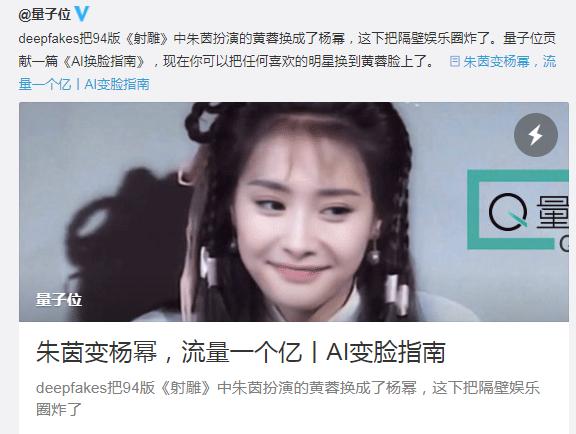 @量子位
deepfakes把94版《射雕》中朱茵扮演的黄蓉换成了杨幂，这下把隔壁娱乐圈炸了。量子位贡
献一篇《AI换脸指南》，现在你可以把任何喜欢的明星换到黄蓉脸上了。 朱茵变杨幂，流
量一个亿丨AI变脸指南
量
量子位
朱茵变杨幂，流量一个亿丨AI变脸指南
deepfakes把94版《射雕》中朱茵扮演的黄蓉换成了杨幂，这下把隔壁娱乐
圈炸了